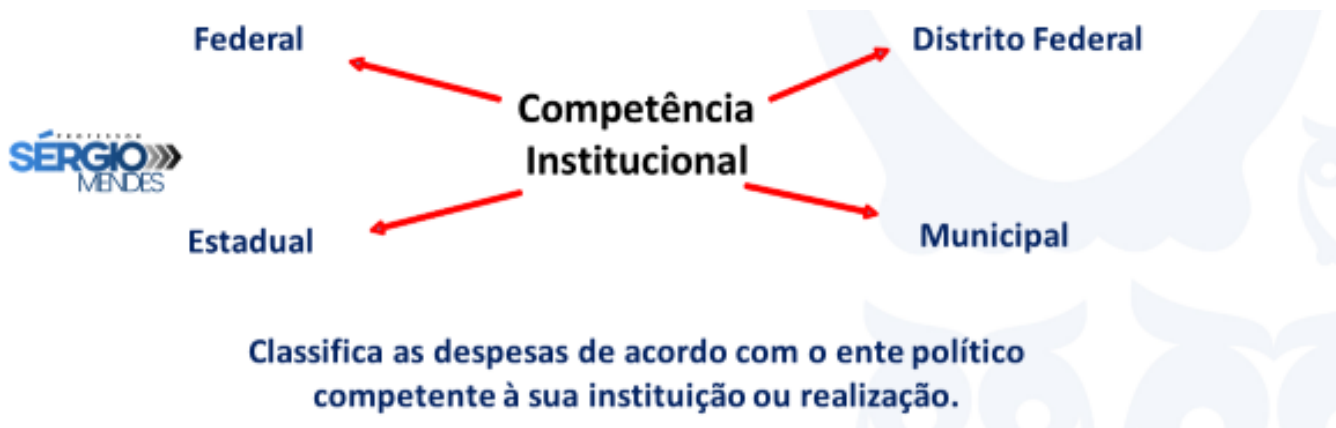 Federal
Distrito Federal
Competência
Institucional
PROFESSOR
SÉRGIO
MENDES
Estadual
Municipal
Classifica as despesas de acordo com o ente político
competente à sua instituição ou realização.